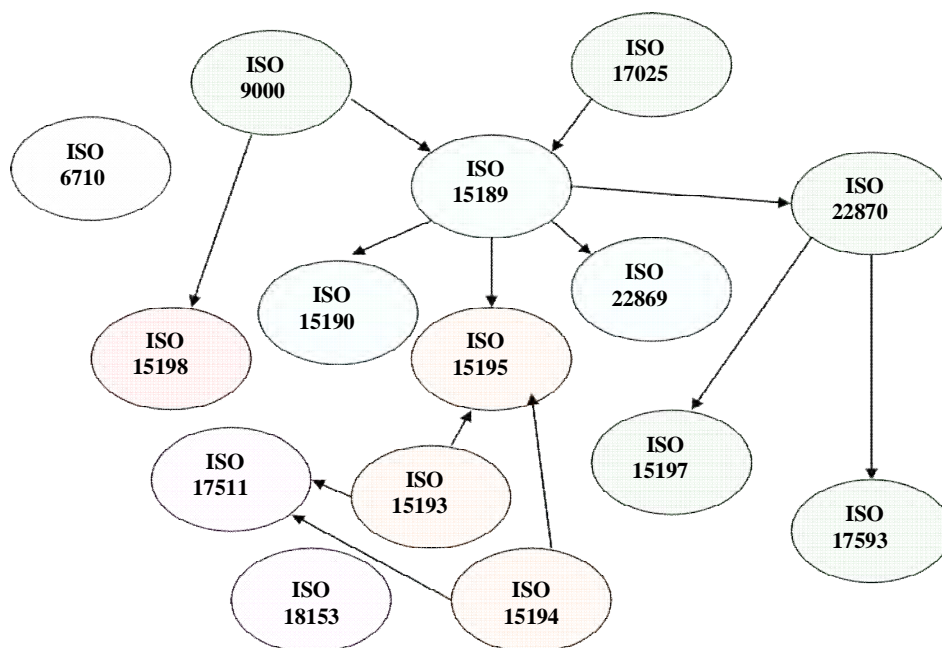 ISO
9000
ISO
17025
ISO
6710
ISO
15189
ISO
22870
ISO
15190
ISO
22869
ISO
15198
ISO
15195
ISO
17511
ISO
15193
ISO
15197
ISO
17593
ISO
18153
ISO
15194